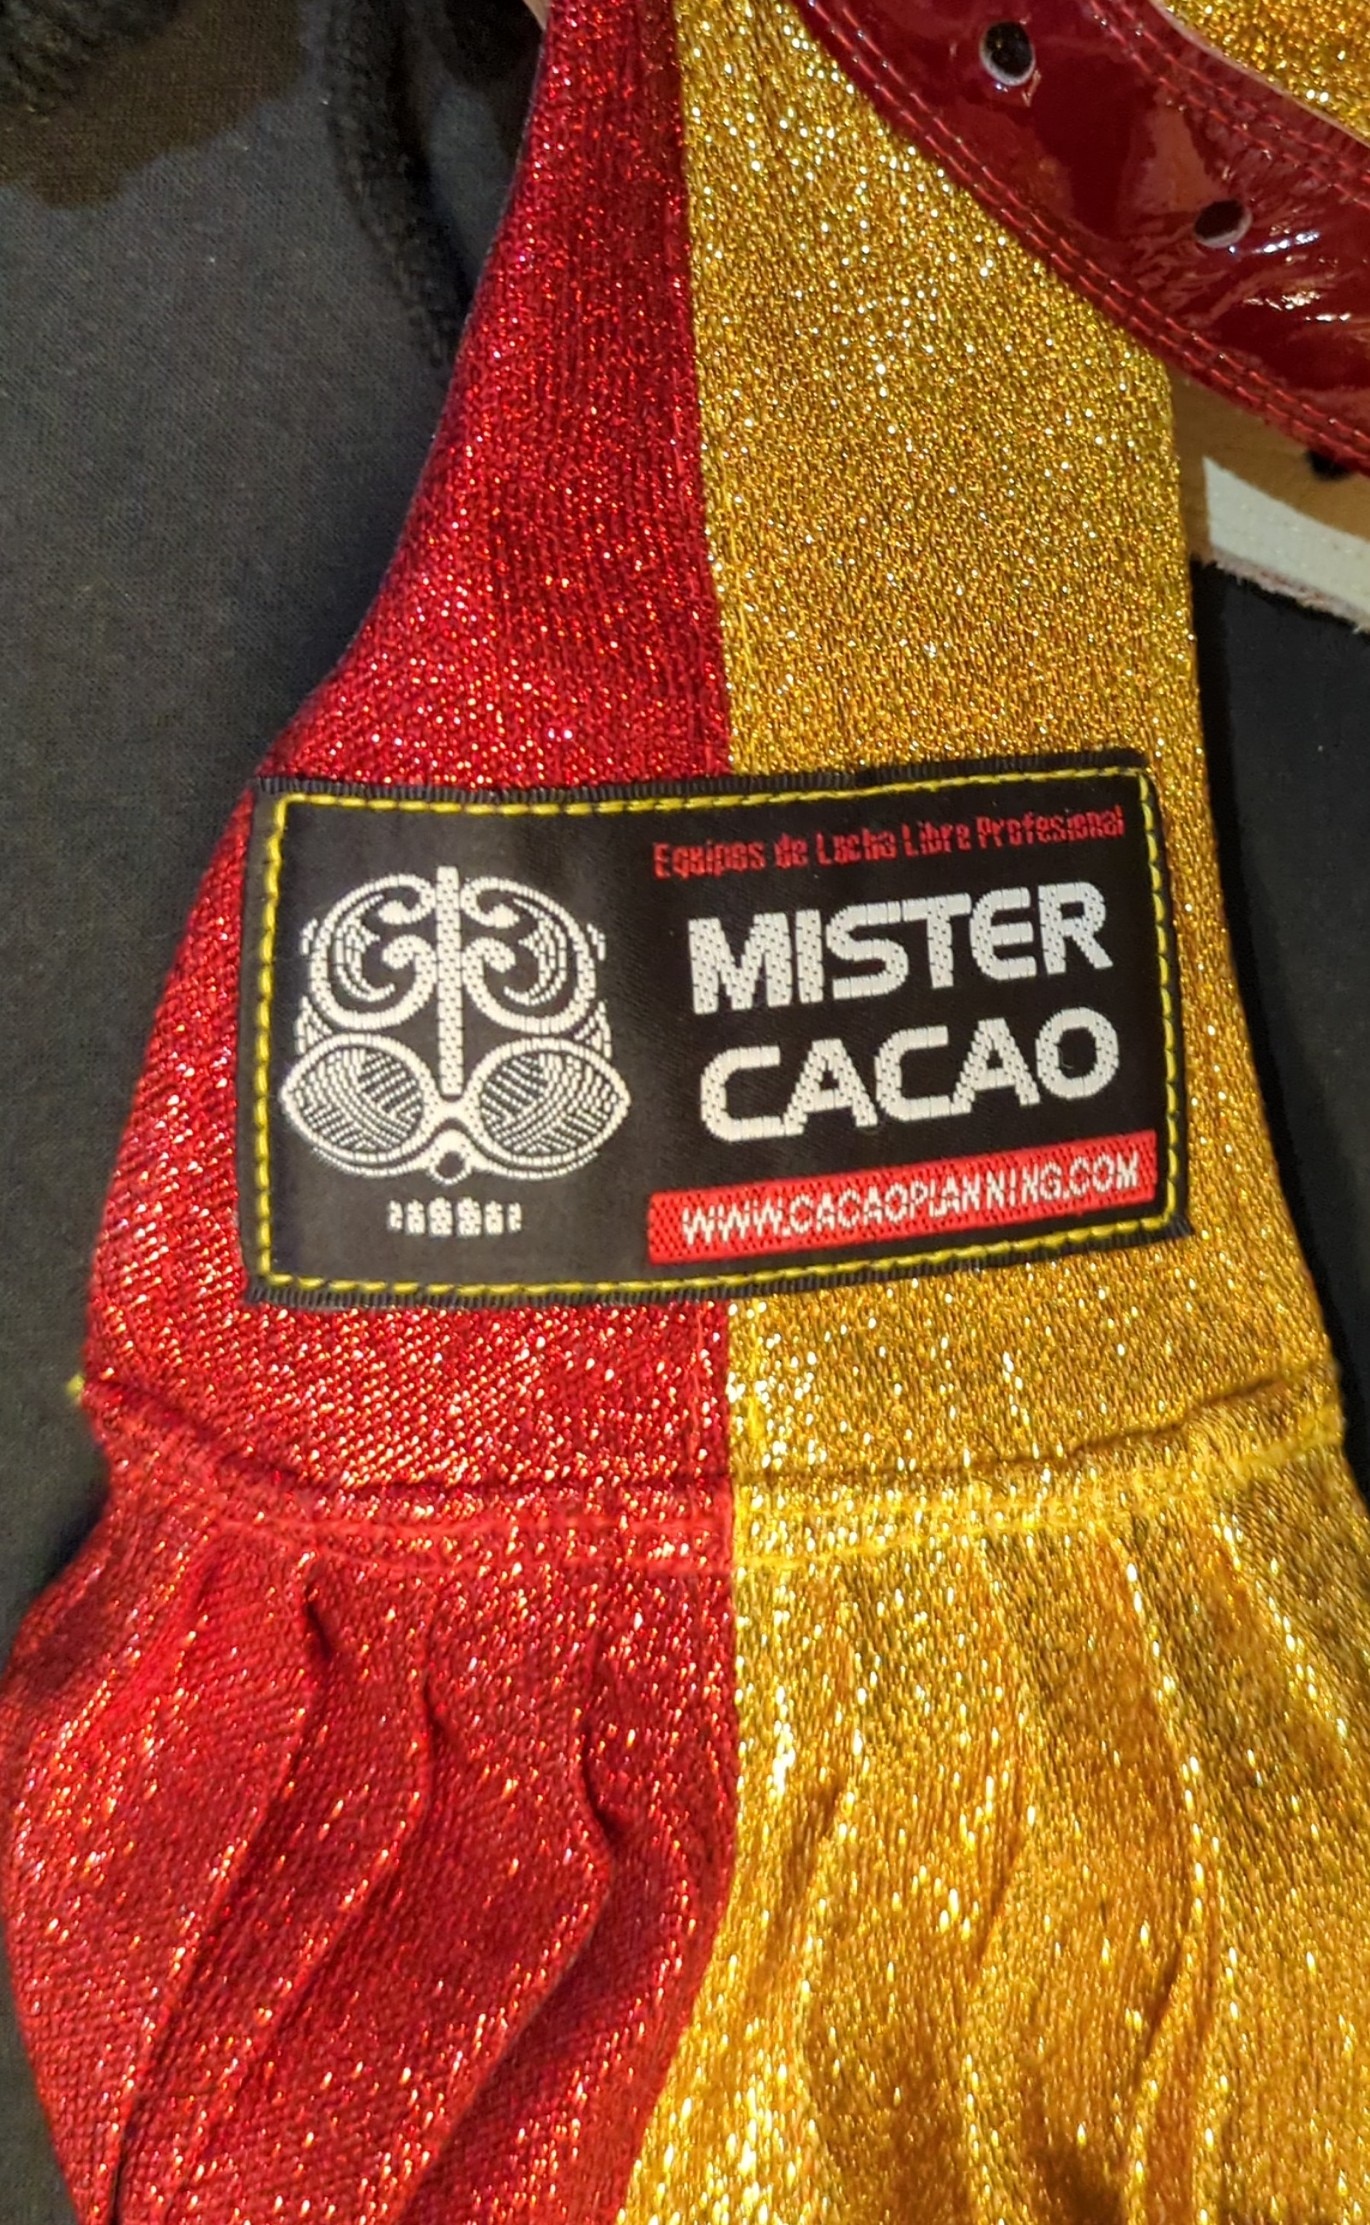 Equipos de Lucha Libre Profesional
MISTER
CACAO
WWW.CACAOPLANNING.COM